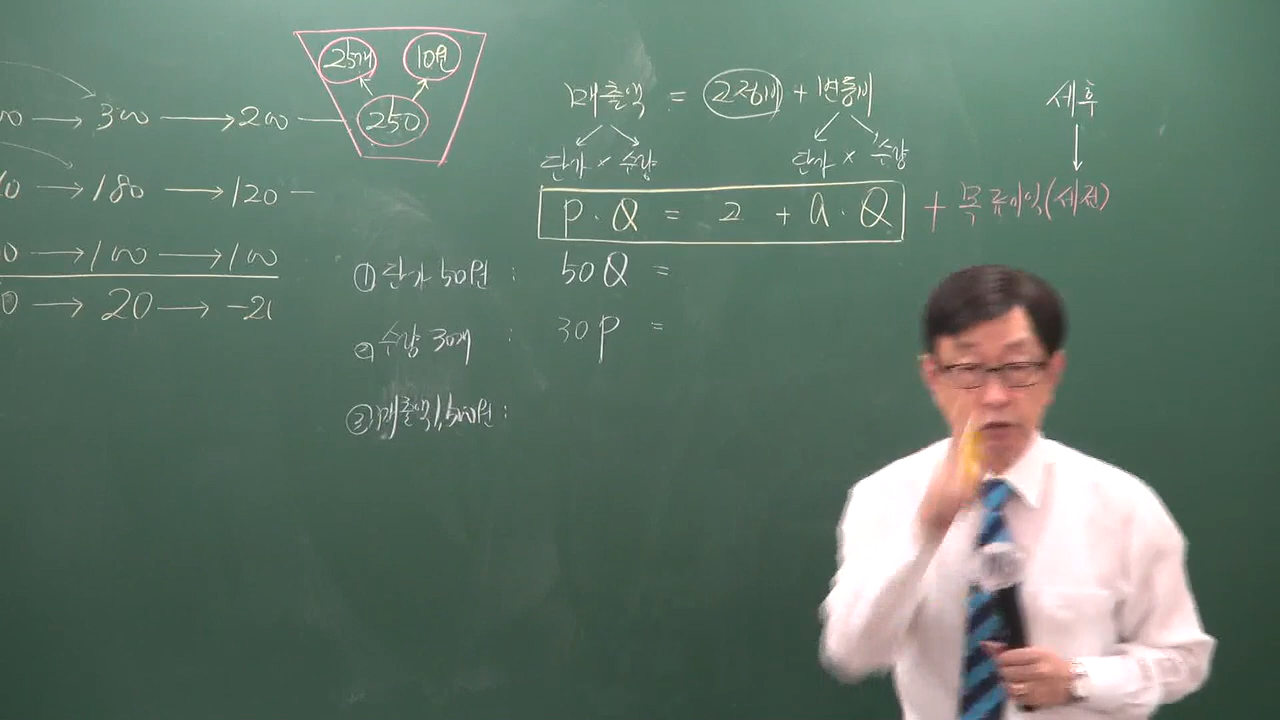 25개 10원
250
→ 300 → 200
→ 180 → 120
→ 100 → 100
→ 20 → -20
매출액 = 고정비 + 변동비
단가 × 수량 단가 × 수량
P · Q = 고 + a · Q + 목표이익(세전)
세후
① 단가 50원 : 50Q =
② 수량 30개 : 30P =
③ 매출액 1,500원 :